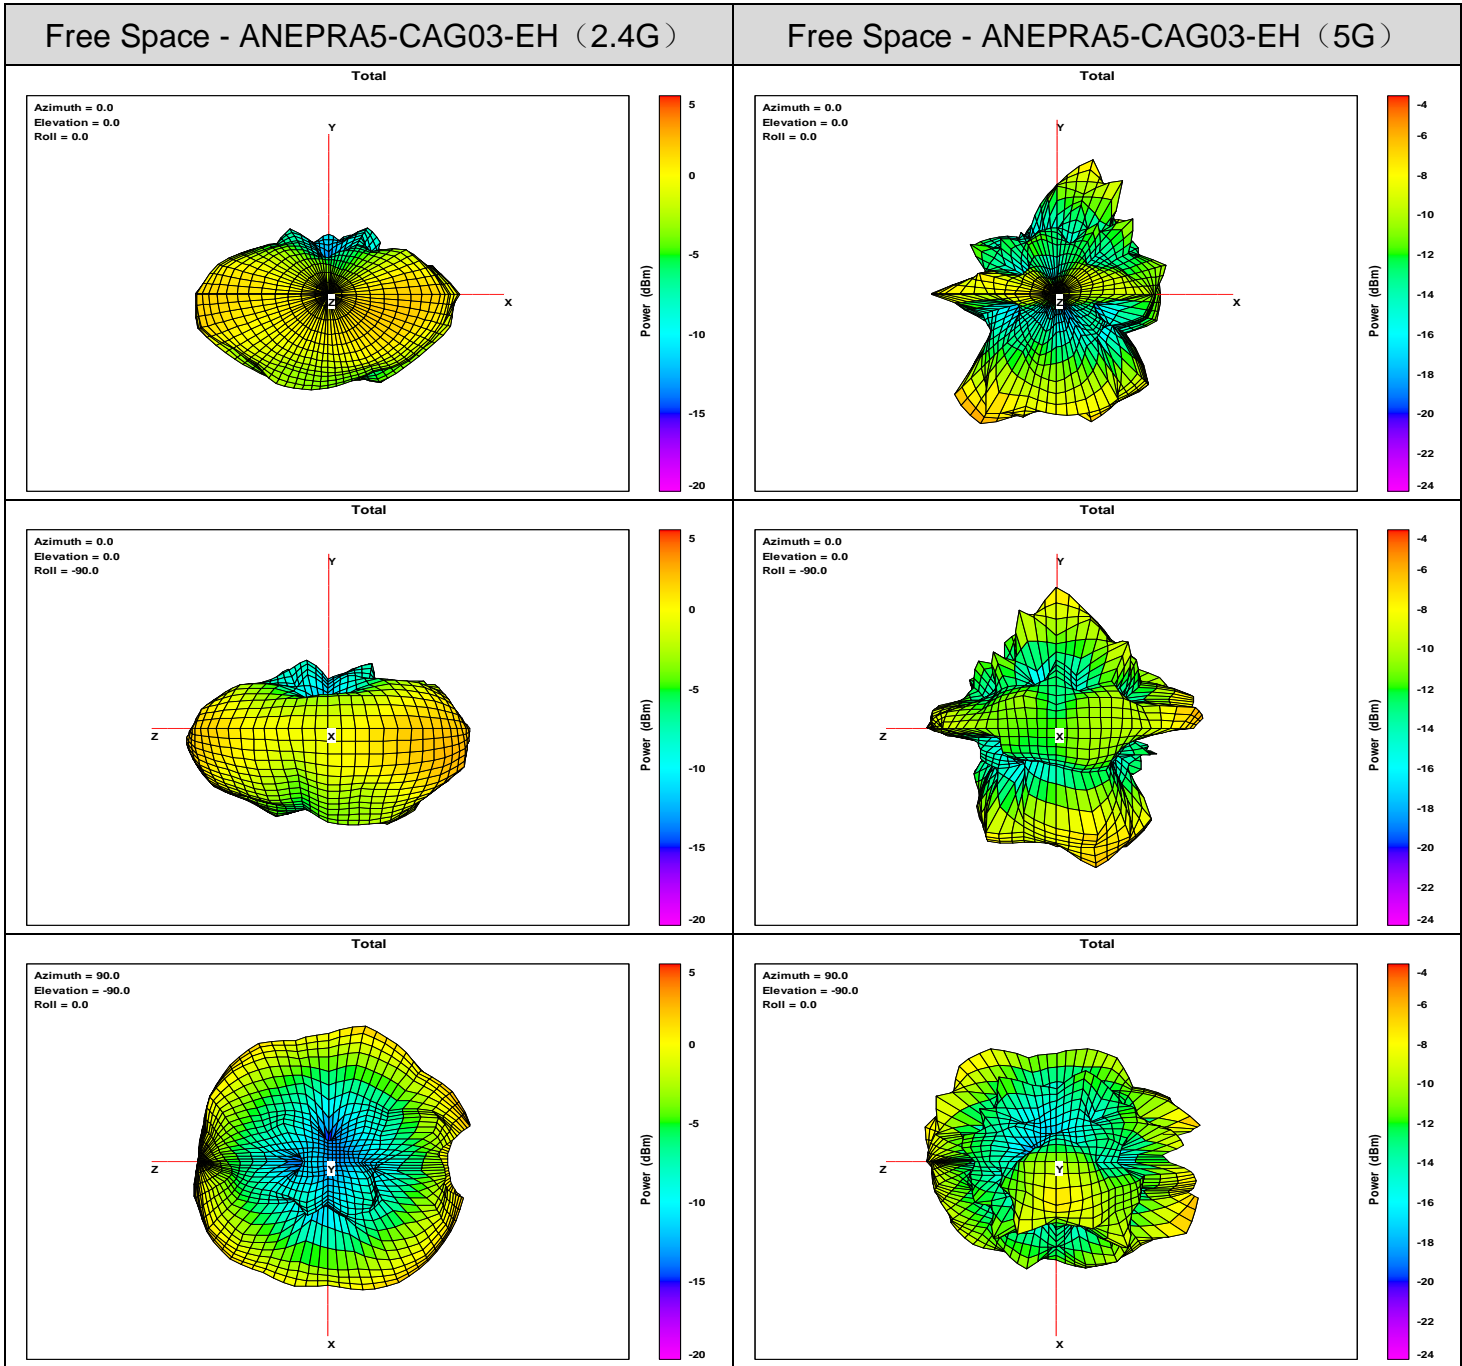 Free Space - ANEPRA5-CAG03-EH（2.4G）
Free Space - ANEPRA5-CAG03-EH（5G）
Total
Azimuth = 0.0
Elevation = 0.0
Roll = 0.0
Y
X
Z
5
0
-5
-10
-15
-20
Power (dBm)
Total
Azimuth = 0.0
Elevation = 0.0
Roll = 0.0
Y
X
Z
-4
-6
-8
-10
-12
-14
-16
-18
-20
-22
-24
Power (dBm)
Total
Azimuth = 0.0
Elevation = 0.0
Roll = -90.0
Y
Z
X
5
0
-5
-10
-15
-20
Power (dBm)
Total
Azimuth = 0.0
Elevation = 0.0
Roll = -90.0
Y
Z
X
-4
-6
-8
-10
-12
-14
-16
-18
-20
-22
-24
Power (dBm)
Total
Azimuth = 90.0
Elevation = -90.0
Roll = 0.0
Z
Y
X
5
0
-5
-10
-15
-20
Power (dBm)
Total
Azimuth = 90.0
Elevation = -90.0
Roll = 0.0
Z
Y
X
-4
-6
-8
-10
-12
-14
-16
-18
-20
-22
-24
Power (dBm)